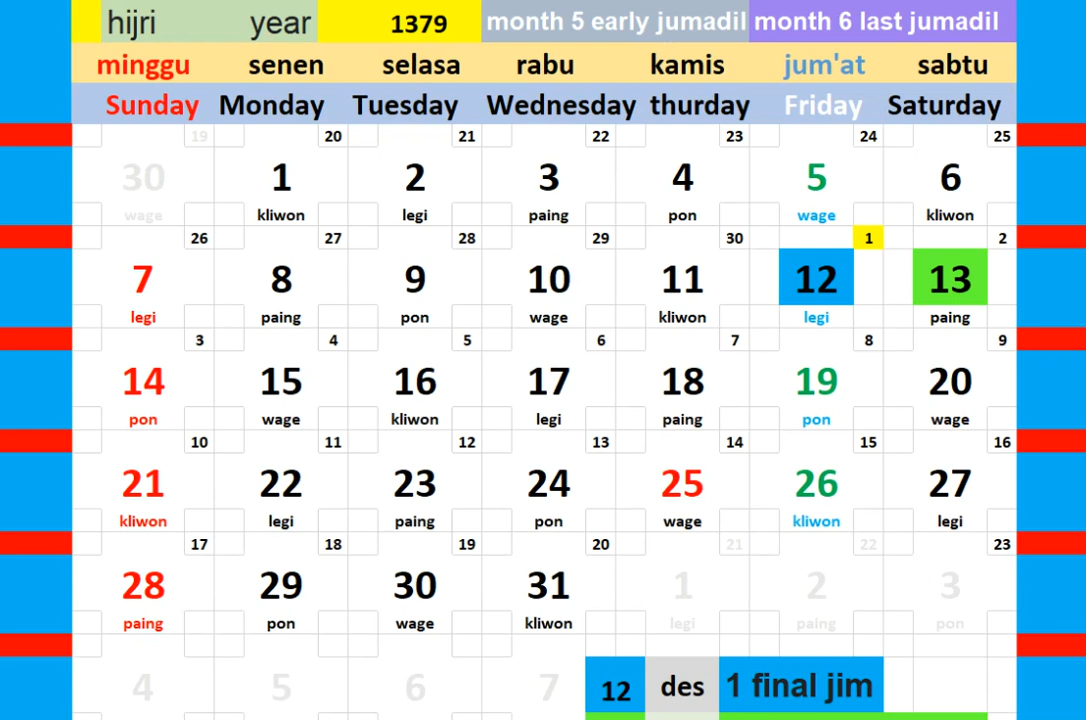 hijri year 1379 month 5 early jumadil month 6 last jumadil
minggu senen selasa rabu kamis jum'at sabtu
Sunday Monday Tuesday Wednesday thurday Friday Saturday
19 20 21 22 23 24 25
30 1 2 3 4 5 6
wage kliwon legi paing pon wage kliwon
26 27 28 29 30 1 2
7 8 9 10 11 12 13
legi paing pon wage kliwon legi paing
3 4 5 6 7 8 9
14 15 16 17 18 19 20
pon wage kliwon legi paing pon wage
10 11 12 13 14 15 16
21 22 23 24 25 26 27
kliwon legi paing pon wage kliwon legi
17 18 19 20 21 22 23
28 29 30 31 1 2 3
paing pon wage kliwon legi paing pon
4 5 6 7 12 des 1 final jim